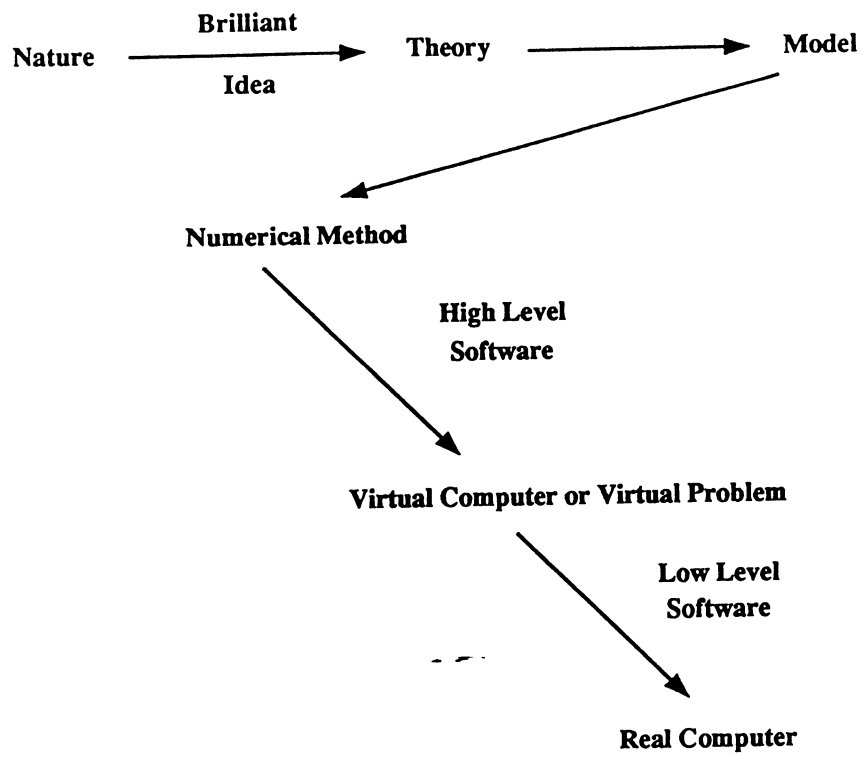 Brilliant
Nature
Theory
Model
Idea
Numerical Method
High Level
Software
Virtual Computer or Virtual Problem
Low Level
Software
Real Computer